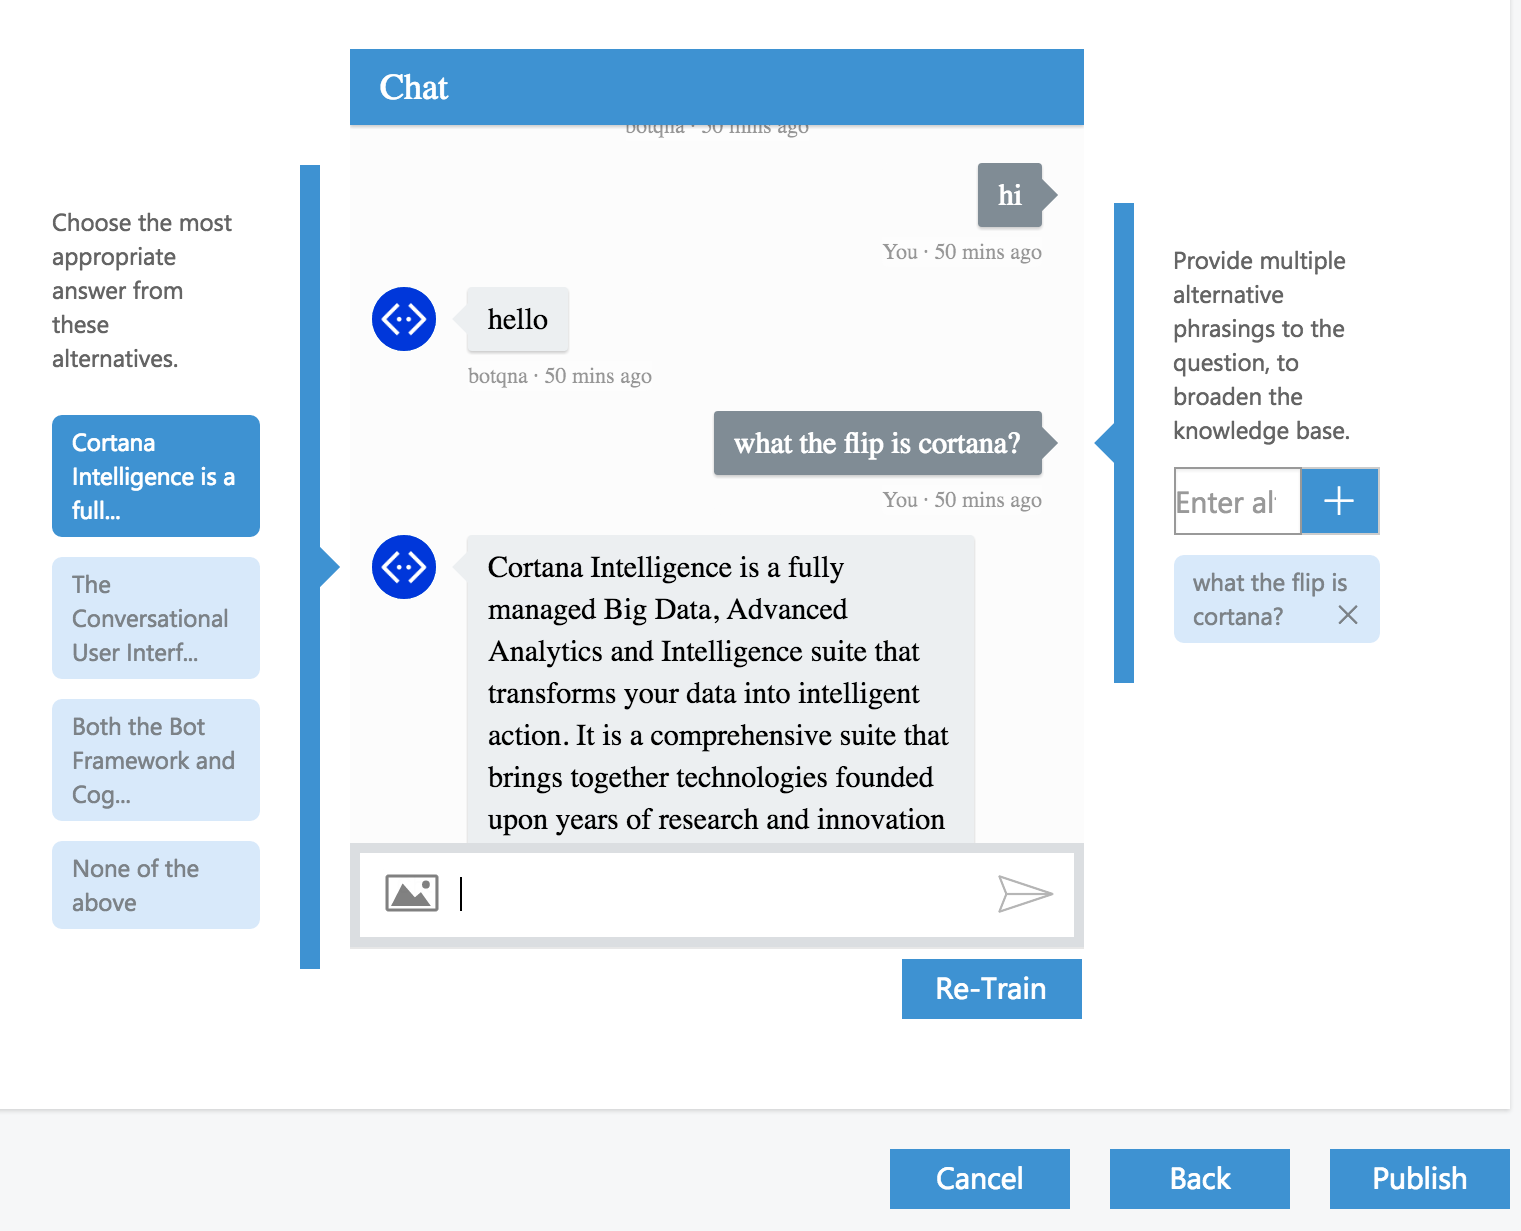 Chat
botqna · 50 mins ago
hi
You · 50 mins ago
hello
botqna · 50 mins ago
what the flip is cortana?
You · 50 mins ago
Cortana Intelligence is a fully
managed Big Data, Advanced
Analytics and Intelligence suite that
transforms your data into intelligent
action. It is a comprehensive suite that
brings together technologies founded
upon years of research and innovation
Choose the most
appropriate
answer from
these
alternatives.
Cortana
Intelligence is a
full...
The
Conversational
User Interf...
Both the Bot
Framework and
Cog...
None of the
above
Provide multiple
alternative
phrasings to the
question, to
broaden the
knowledge base.
Enter al
what the flip is
cortana?
Re-Train
Cancel
Back
Publish